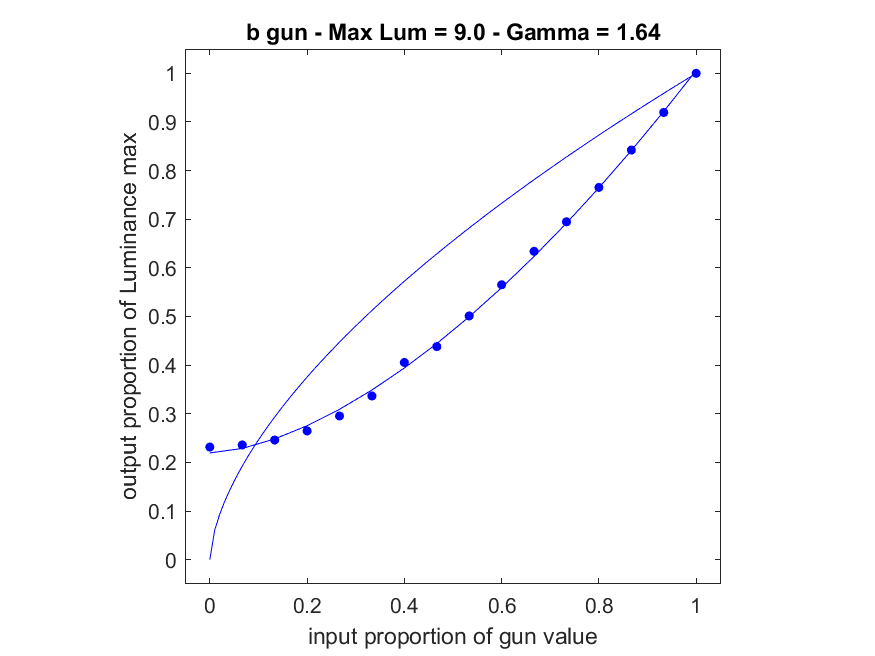 b gun - Max Lum = 9.0 - Gamma = 1.64
output proportion of Luminance max
1
0.9
0.8
0.7
0.6
0.5
0.4
0.3
0.2
0.1
0
0 0.2 0.4 0.6 0.8 1
input proportion of gun value